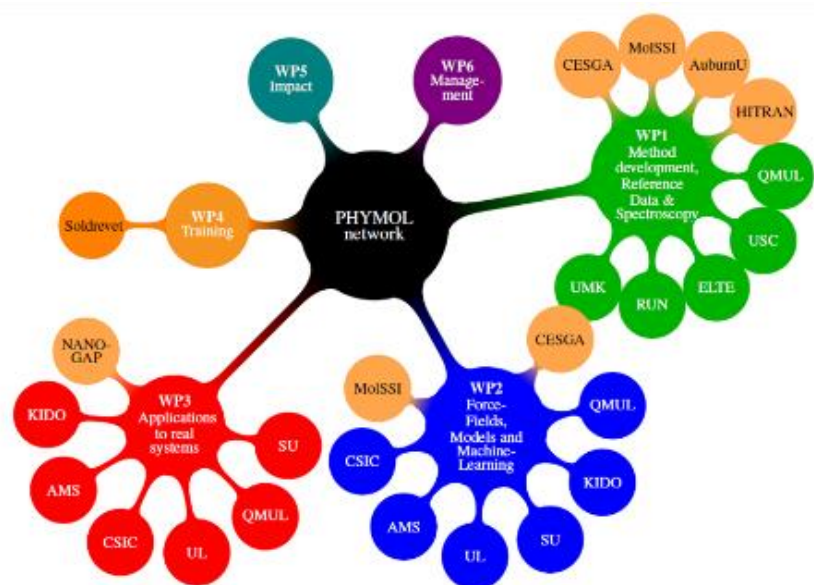 WP5
Impact
WP6
Manage-
ment
CESGA
MolSSI
AuburnU
HITRAN
WP1
Method
development,
Reference
Data &
Spectroscopy
QMUL
USC
ELTE
RUN
UMK
PHYMOL
network
Soldrevet
WP4
Training
NANO-
GAP
KIDO
AMS
CSIC
UL
QMUL
SU
WP3
Applications
to real
systems
MolSSI
CESGA
WP2
Force-
Fields,
Models and
Machine-
Learning
QMUL
KIDO
SU
UL
AMS
CSIC